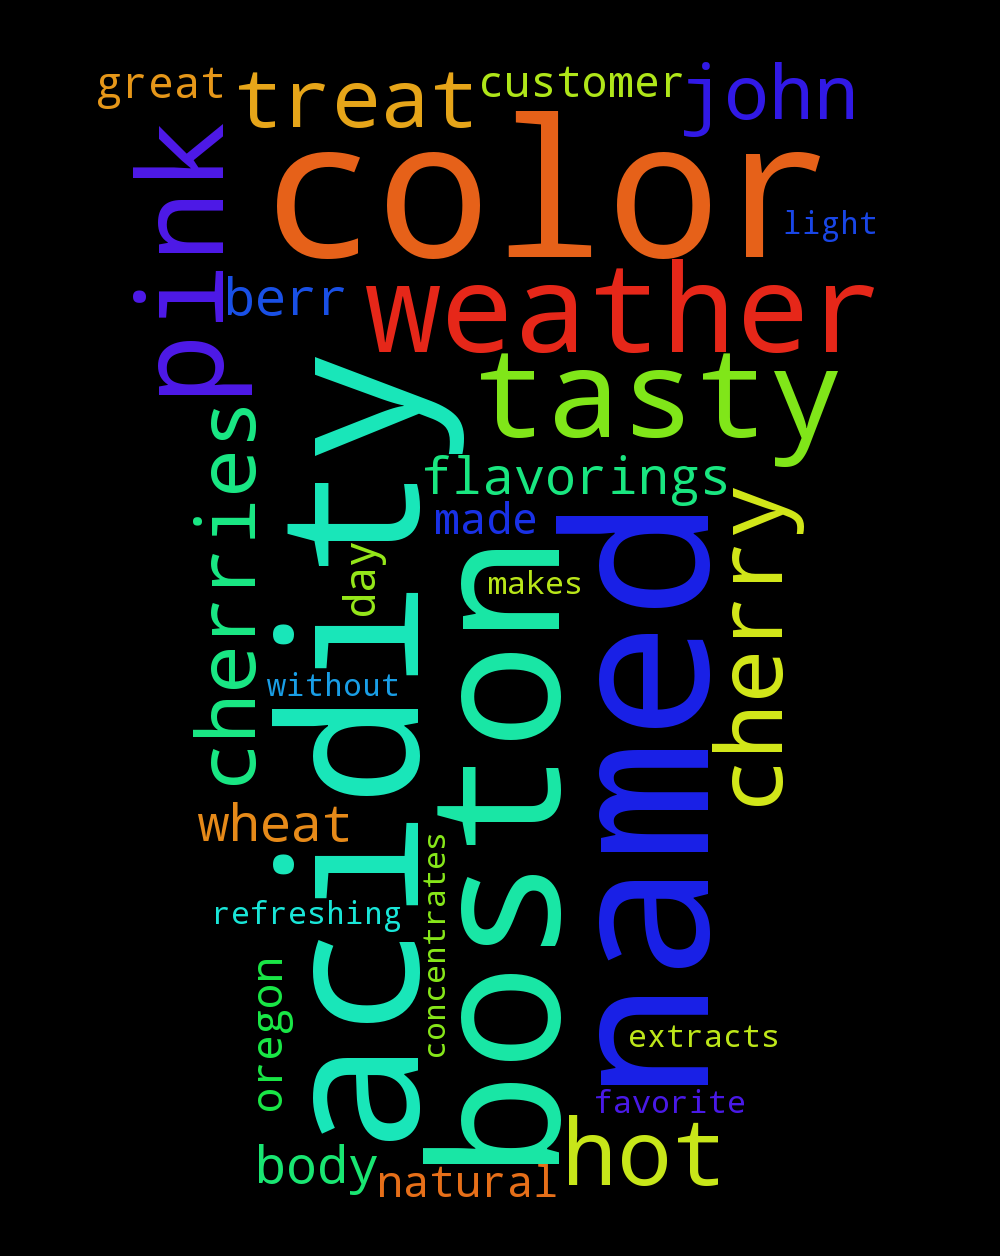 great
treat
customer
john
pink
color
light
berr
weather
tasty
acidity
cherries
flavorings
made
named
cherry
boston
day
makes
without
wheat
concentrates
refreshing
oregon
extracts
favorite
hot
body
natural